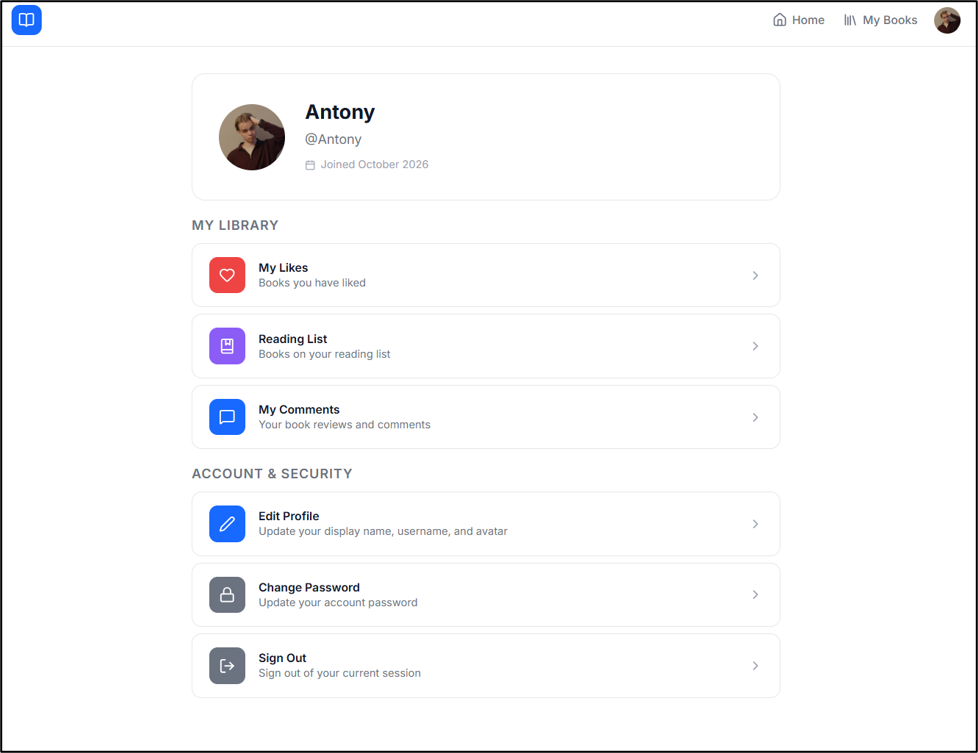 Home
My Books
Antony
@Antony
Joined October 2026
MY LIBRARY
My Likes
Books you have liked
Reading List
Books on your reading list
My Comments
Your book reviews and comments
ACCOUNT & SECURITY
Edit Profile
Update your display name, username, and avatar
Change Password
Update your account password
Sign Out
Sign out of your current session